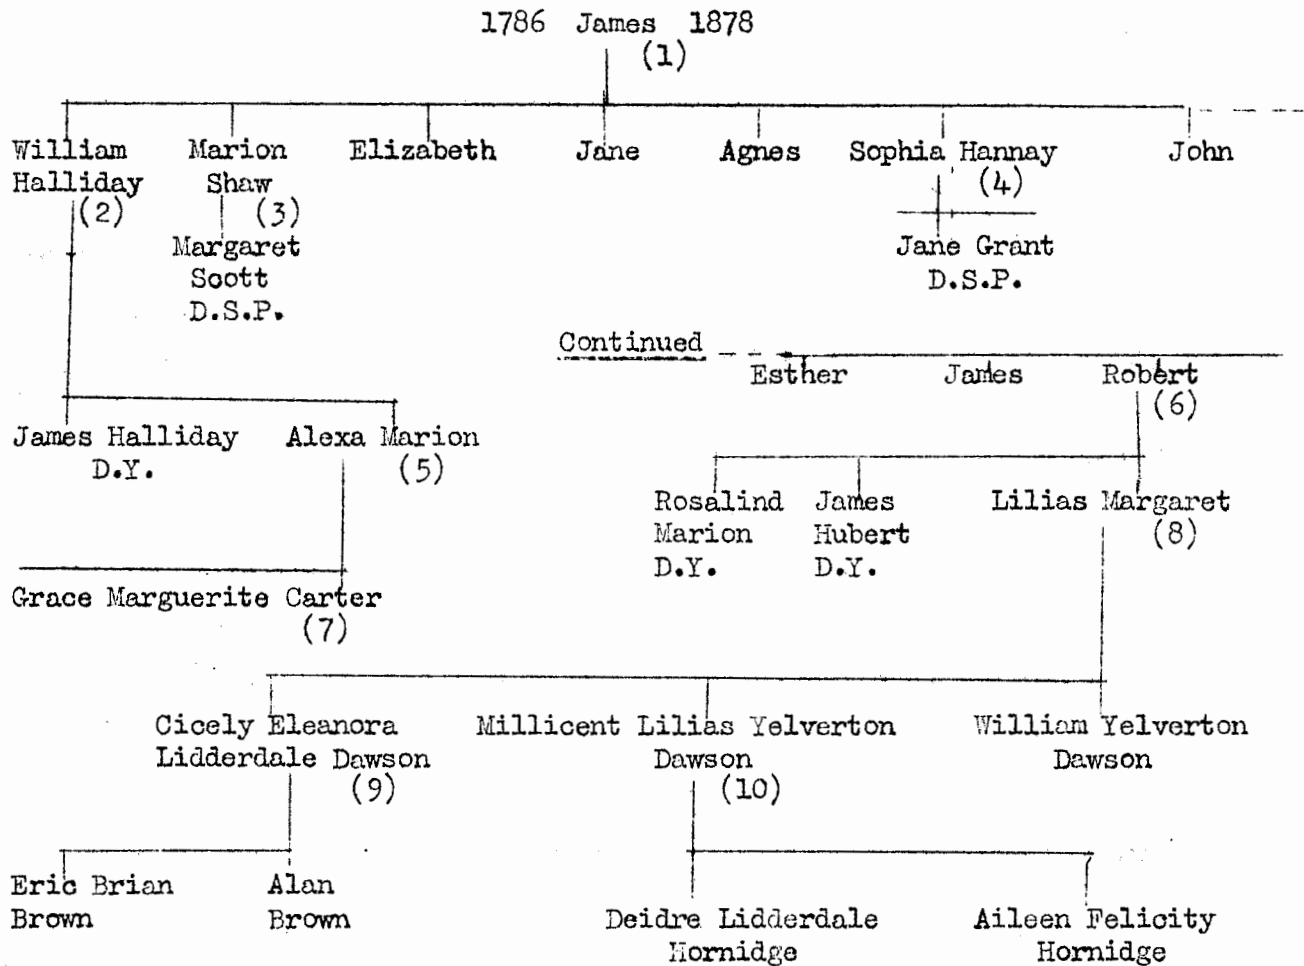 1786 James 1878
(1)
William Marion Elizabeth Jane Agnes Sophia Hannay John
Halliday Shaw (4)
(2) (3)
Margaret Jane Grant
Scott D.S.P.
D.S.P.
Continued
Esther James Robert
(6)
James Halliday Alexa Marion
D.Y. (5)
Rosalind James Lilias Margaret
Marion Hubert (8)
D.Y. D.Y.
Grace Marguerite Carter
(7)
Cicely Eleanora Millicent Lilias Yelverton William Yelverton
Lidderdale Dawson Dawson Dawson
(9) (10)
Eric Brian Alan
Brown Brown
Deidre Lidderdale Aileen Felicity
Hornidge Hornidge